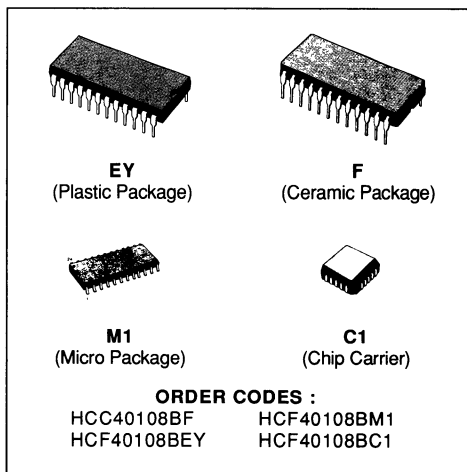 EY
(Plastic Package)
F
(Ceramic Package)
M1
(Micro Package)
C1
(Chip Carrier)
ORDER CODES :
HCC40108BF HCF40108BM1
HCF40108BEY HCF40108BC1